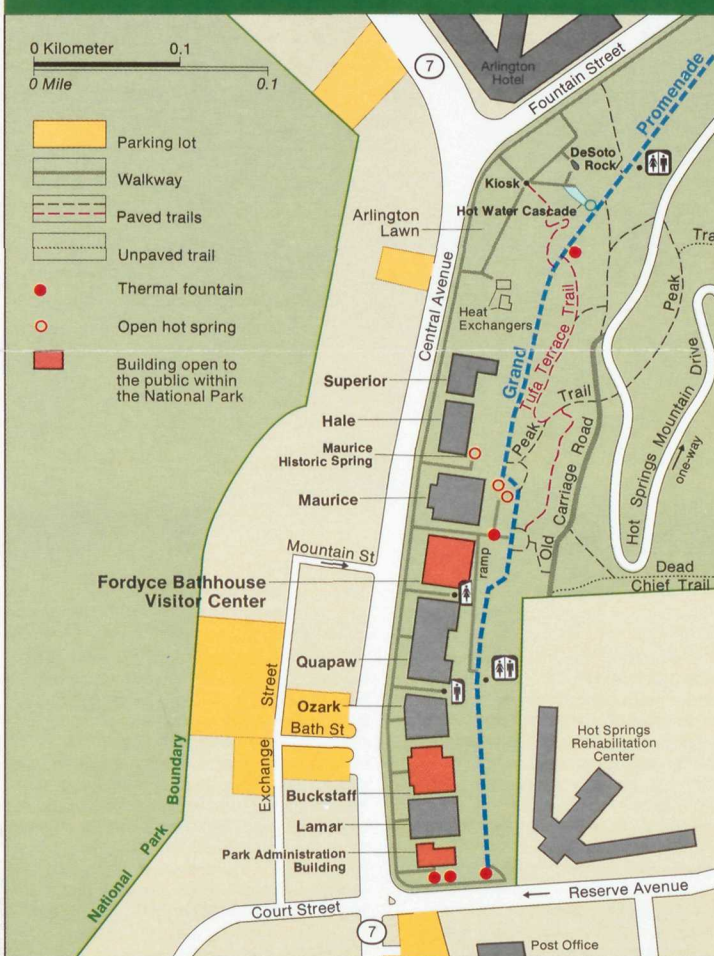 0 Kilometer 0.1
0 Mile 0.1
Parking lot
Walkway
Paved trails
Unpaved trail
Thermal fountain
Open hot spring
Building open to
the public within
the National Park
7
Arlington
Hotel
Fountain Street
Promenade
DeSoto
Rock
Kiosk
Hot Water Cascade
Arlington
Lawn
Central Avenue
Heat
Exchangers
Grand
Tufa Terrace Trail
Peak
Trail
Peak
Tra
Hot Springs Mountain Drive
one-way
Old Carriage Road
Superior
Hale
Maurice
Historic Spring
Maurice
Mountain St
ramp
Fordyce Bathhouse
Visitor Center
Dead
Chief Trail
Quapaw
Ozark
Bath St
Exchange Street
Buckstaff
Lamar
Park Administration
Building
Hot Springs
Rehabilitation
Center
National Park Boundary
Court Street
Reserve Avenue
7
Post Office